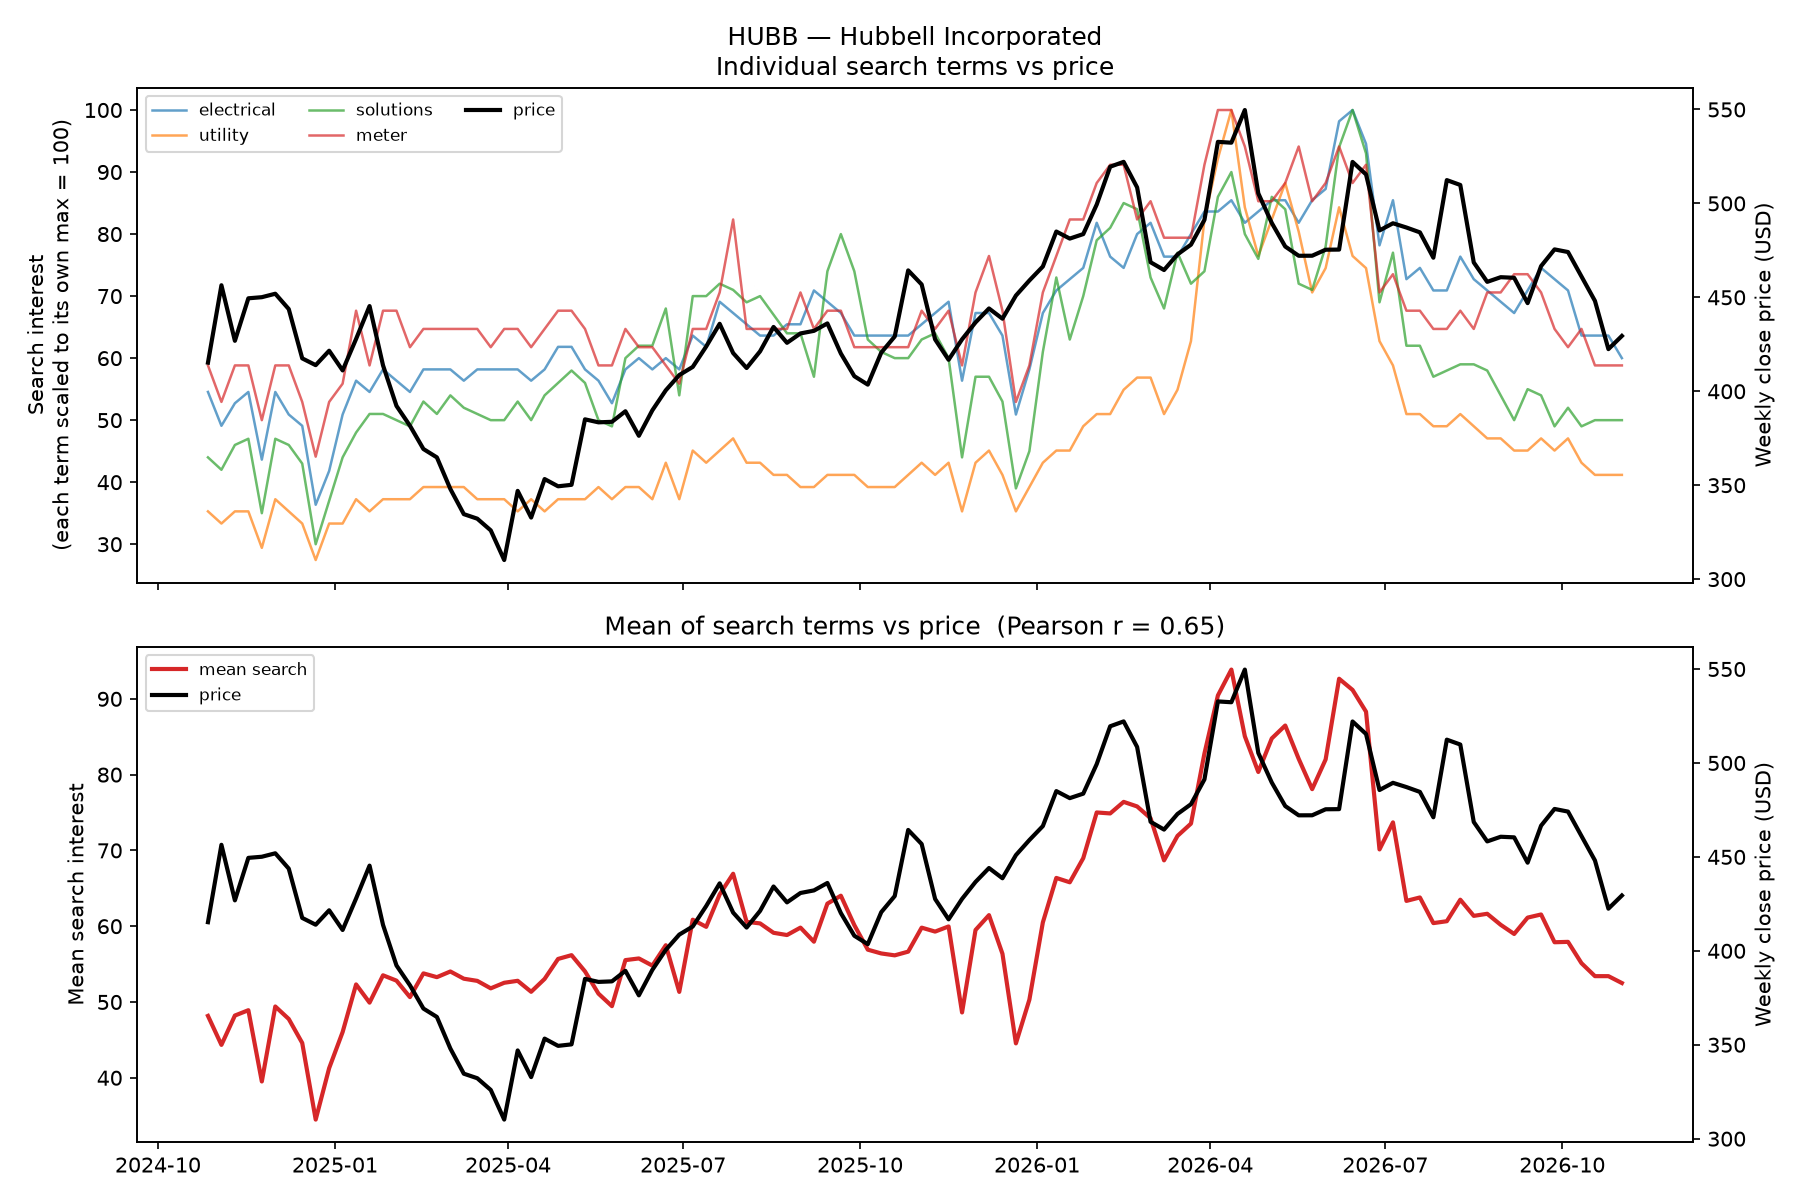 HUBB — Hubbell Incorporated
Individual search terms vs price
electrical
utility
solutions
meter
price
Search interest
(each term scaled to its own max = 100)
100
90
80
70
60
50
40
30
550
500
450
400
350
300
Weekly close price (USD)
Mean of search terms vs price (Pearson r = 0.65)
mean search
price
Mean search interest
90
80
70
60
50
40
550
500
450
400
350
300
Weekly close price (USD)
2024-10
2025-01
2025-04
2025-07
2025-10
2026-01
2026-04
2026-07
2026-10